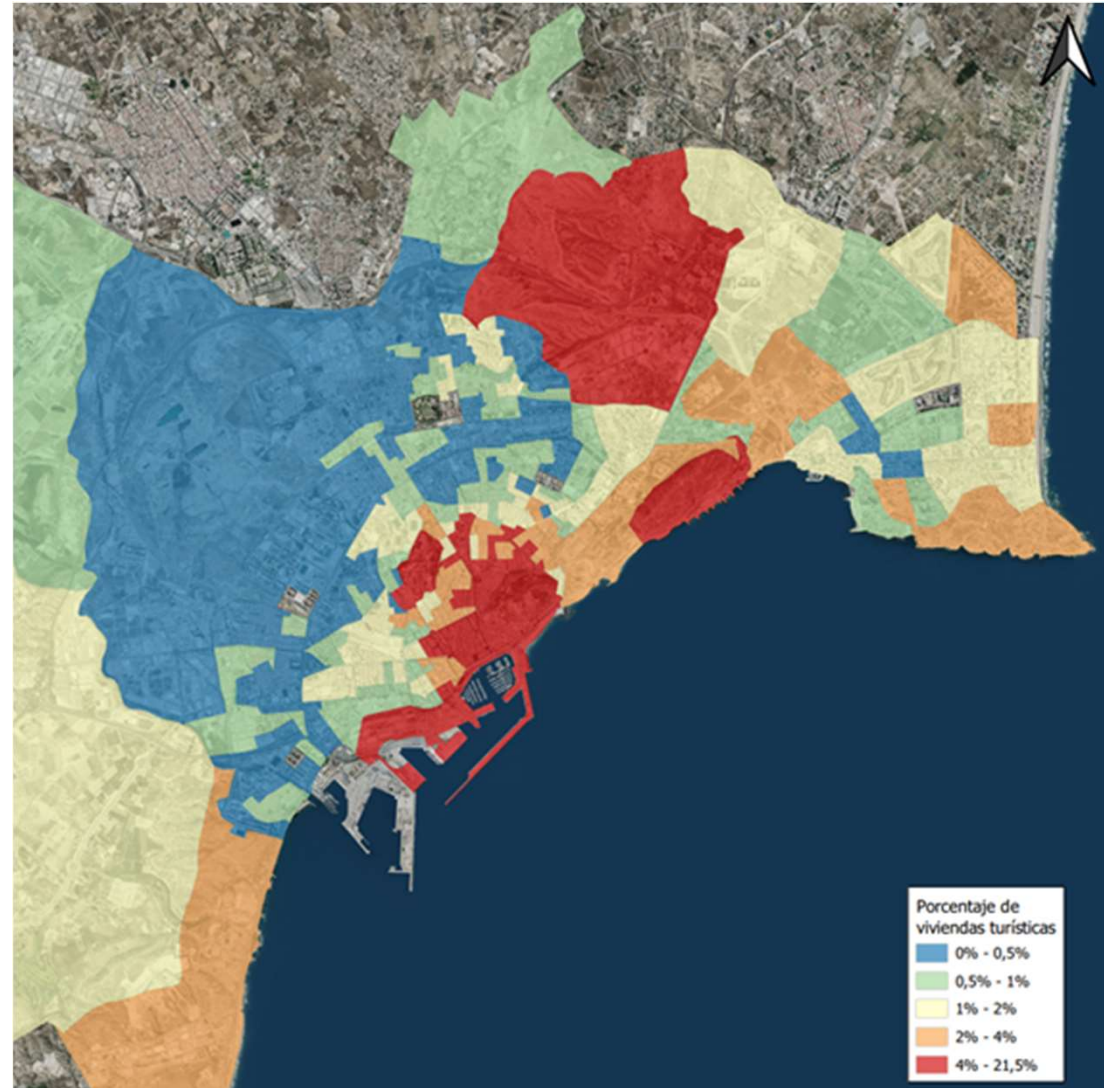 Porcentaje de
viviendas turísticas
0% - 0,5%
0,5% - 1%
1% - 2%
2% - 4%
4% - 21,5%